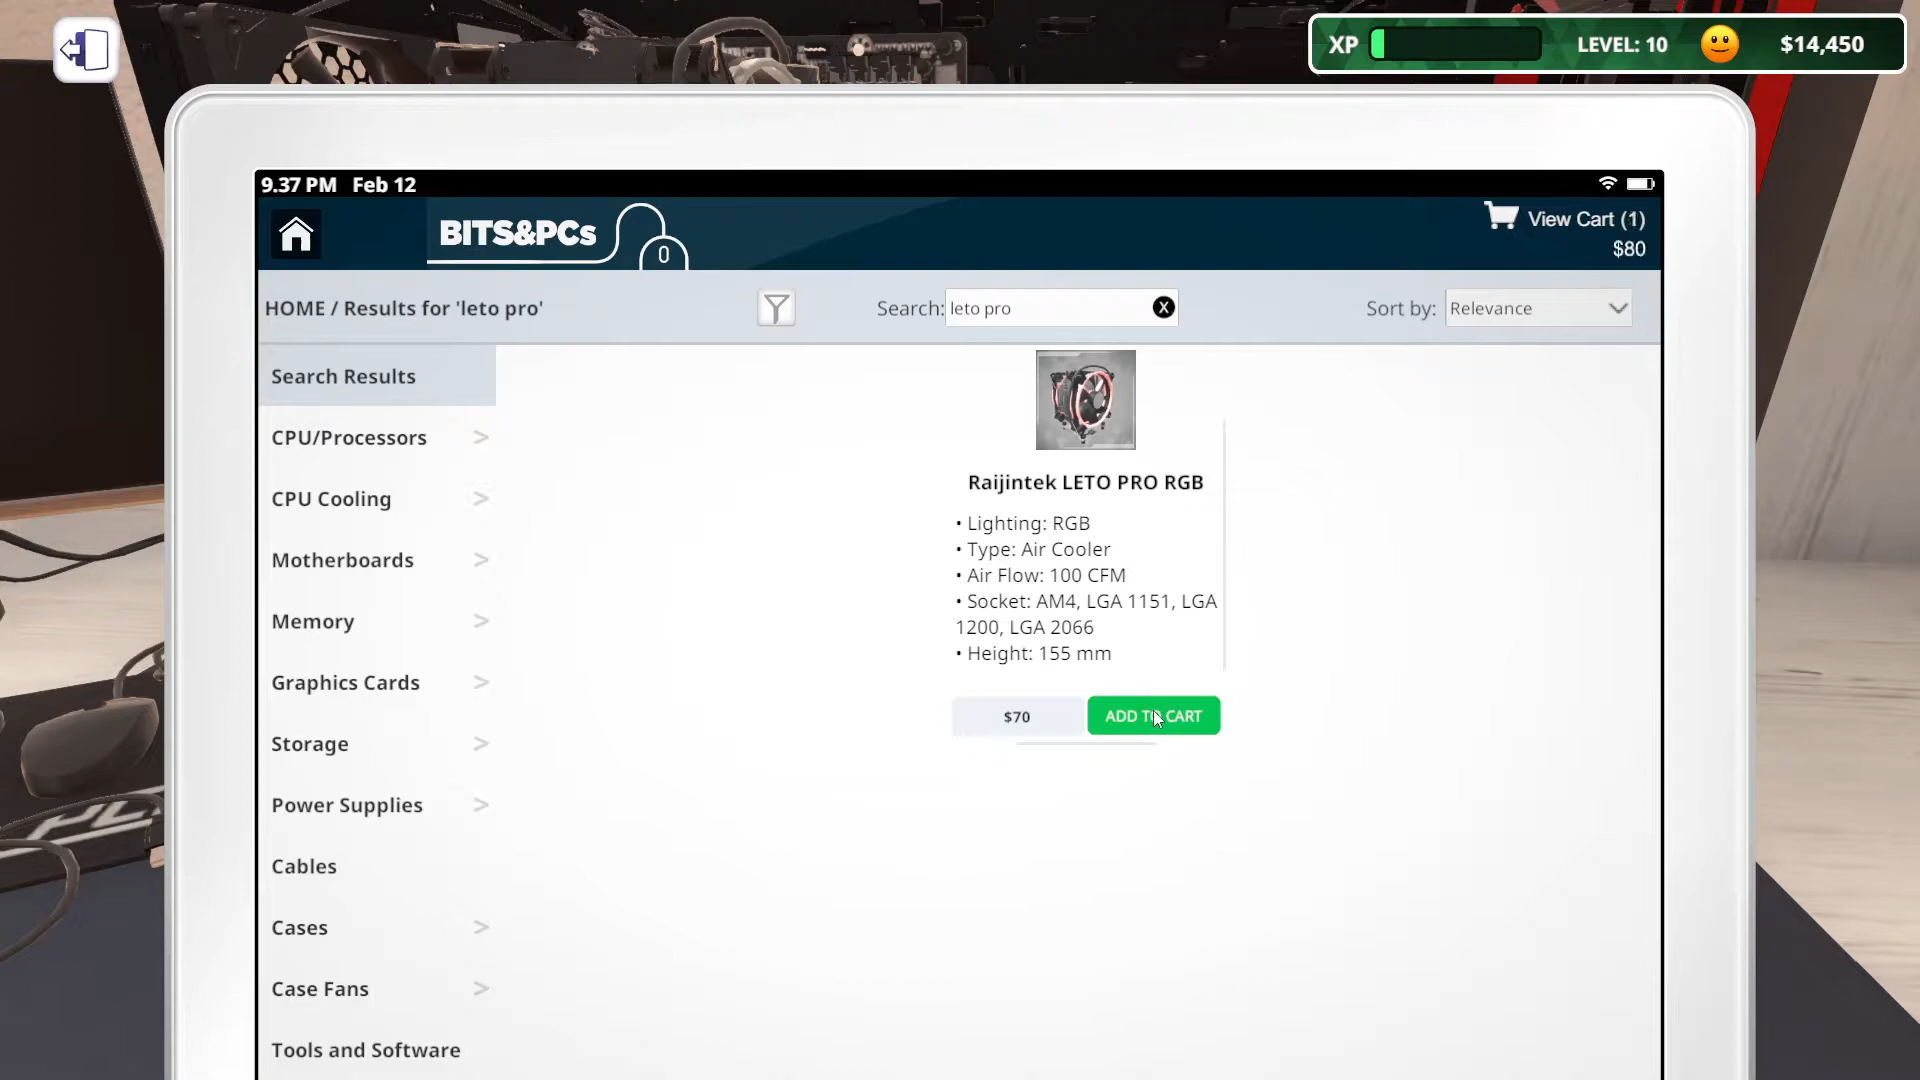 XP LEVEL: 10 $14,450
9.37 PM Feb 12
BITS&PCs
View Cart (1)
$80
HOME / Results for 'leto pro'
Search: leto pro X
Sort by: Relevance
Search Results
CPU/Processors >
CPU Cooling >
Motherboards >
Memory >
Graphics Cards >
Storage >
Power Supplies >
Cables
Cases >
Case Fans >
Tools and Software
Raijintek LETO PRO RGB
• Lighting: RGB
• Type: Air Cooler
• Air Flow: 100 CFM
• Socket: AM4, LGA 1151, LGA
1200, LGA 2066
• Height: 155 mm
$70
ADD TO CART